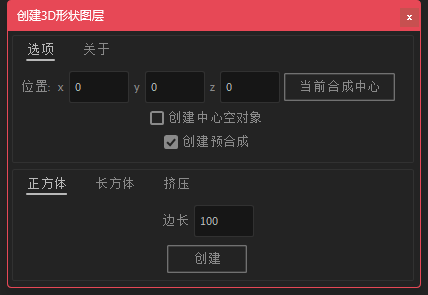 创建3D形状图层 x
选项 关于
位置: x 0 y 0 z 0 当前合成中心
创建中心空对象
创建预合成
正方体 长方体 挤压
边长 100
创建